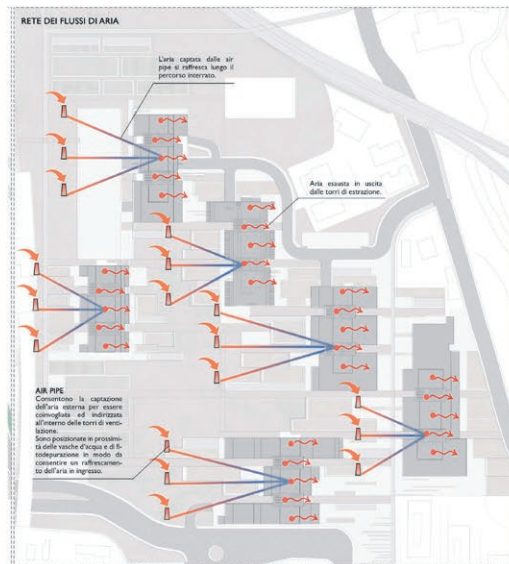 RETE DEI FLUSSI DI ARIA
L'aria captata dalle air
pipe si raffresca lungo il
percorso interrato.
Aria esausta in uscita
dalle torri di estrazione.
AIR PIPE
Consentono la captazione
dell'aria esterna per essere
coinvogliata ed indirizzata
all'interno delle torri di venti-
lazione.
Sono posizionate in prossimi-
tà delle vasche d'acqua e di fi-
todepurazione in modo da
consentire un raffrescamen-
to dell'aria in ingresso.